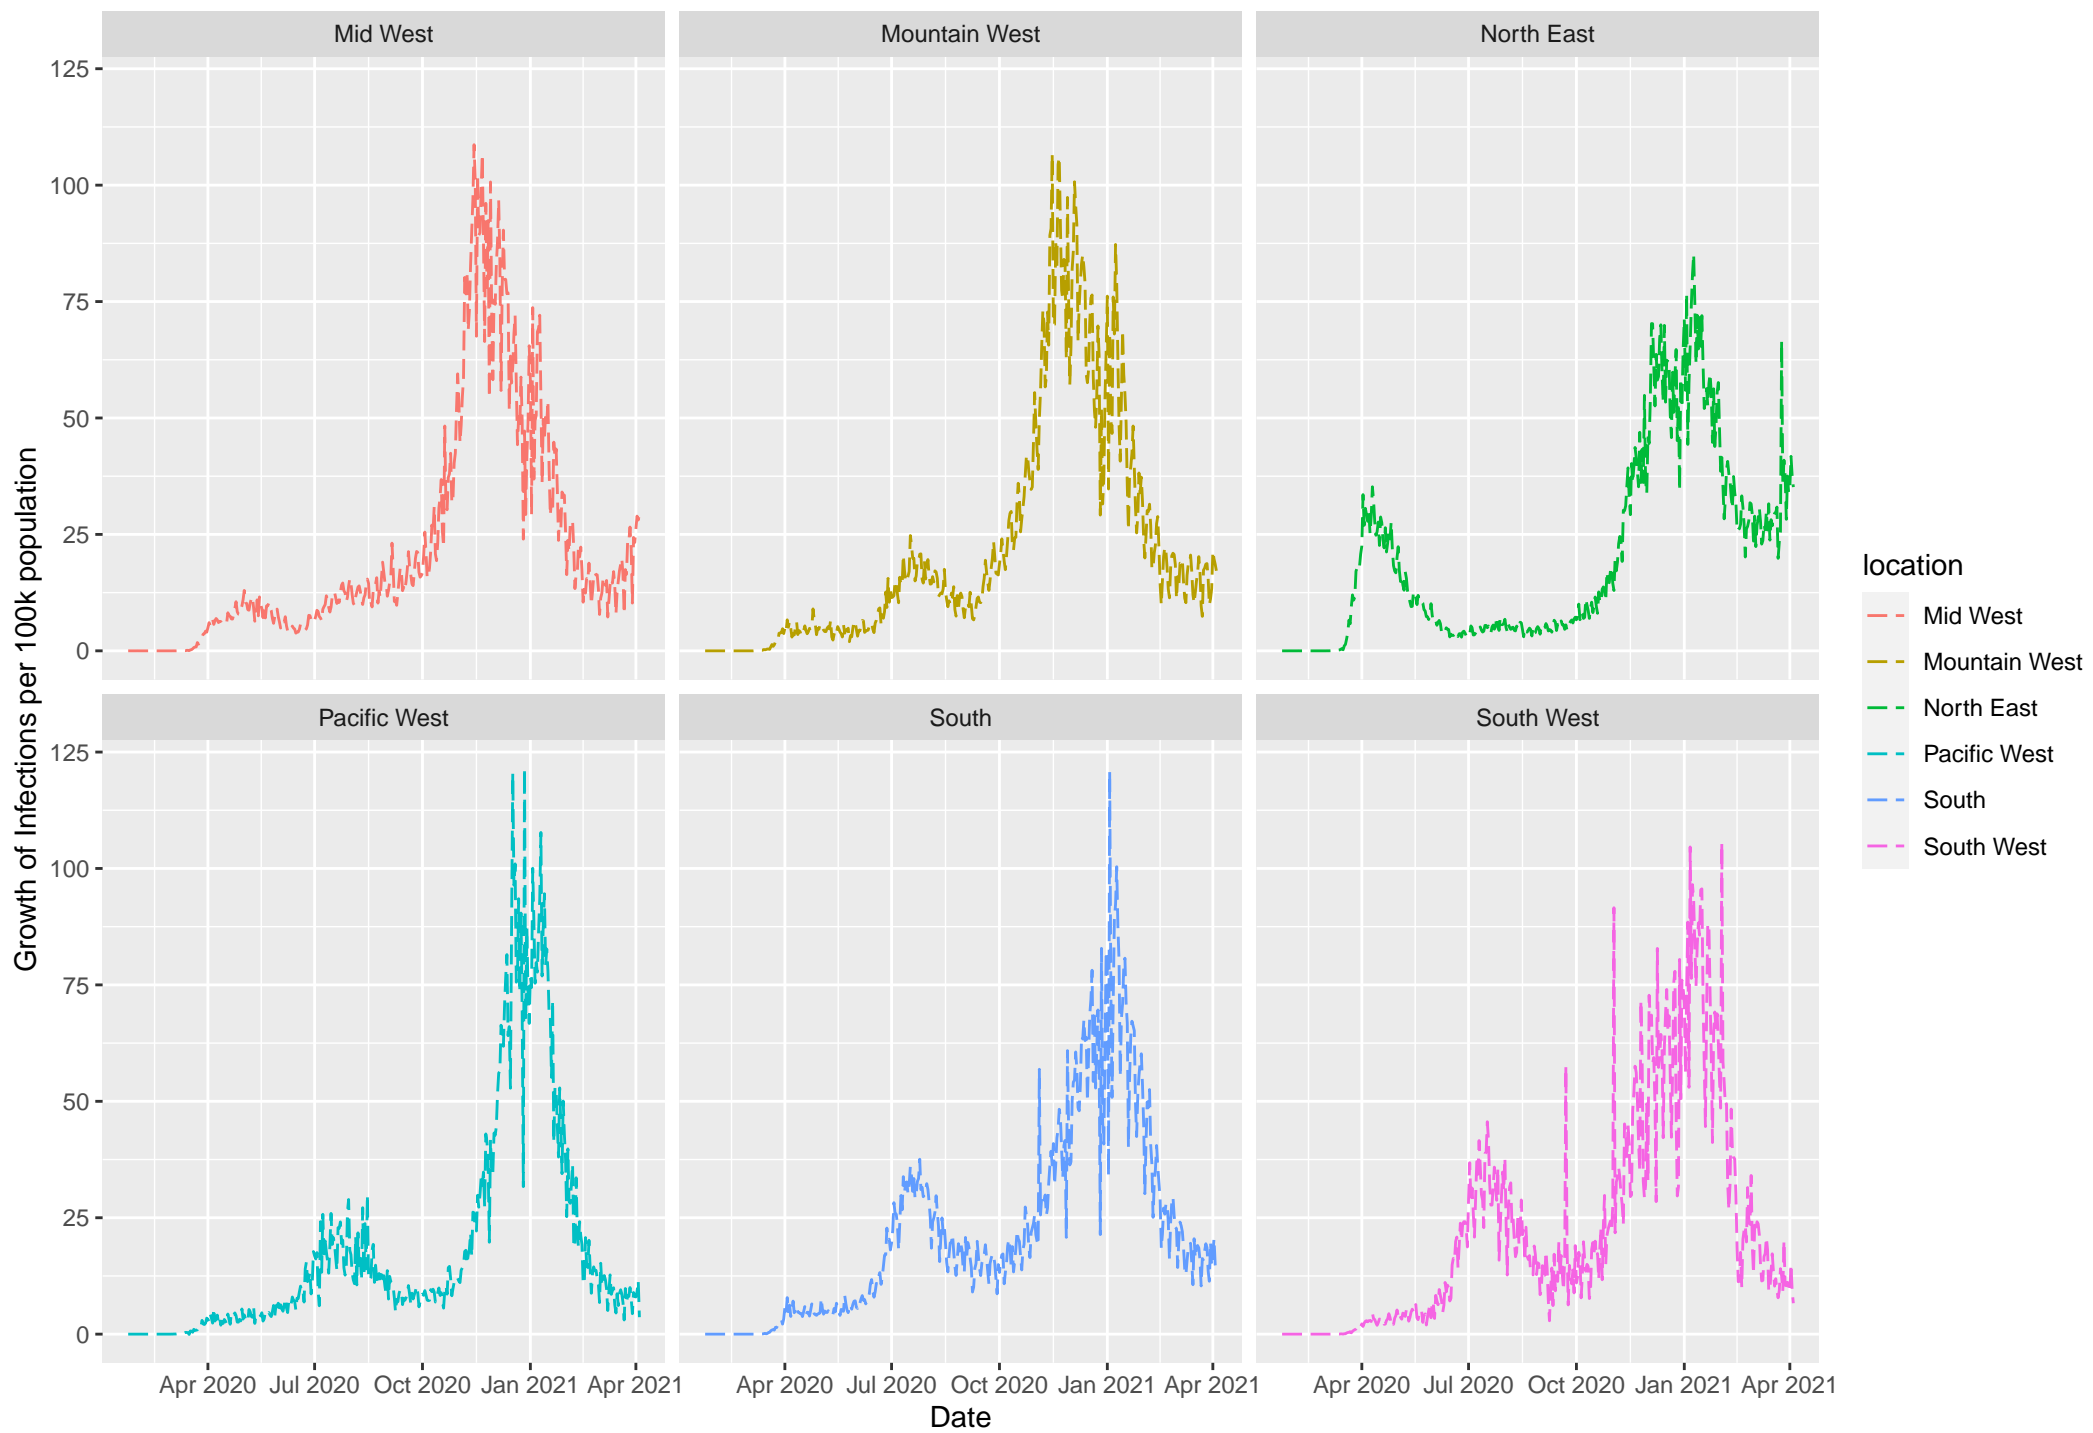 Mid West
Mountain West
North East
125
100
75
50
25
0
Pacific West
South
South West
125
100
75
50
25
0
Apr 2020 Jul 2020 Oct 2020 Jan 2021 Apr 2021
Apr 2020 Jul 2020 Oct 2020 Jan 2021 Apr 2021
Apr 2020 Jul 2020 Oct 2020 Jan 2021 Apr 2021
Date
Growth of Infections per 100k population
location
Mid West
Mountain West
North East
Pacific West
South
South West